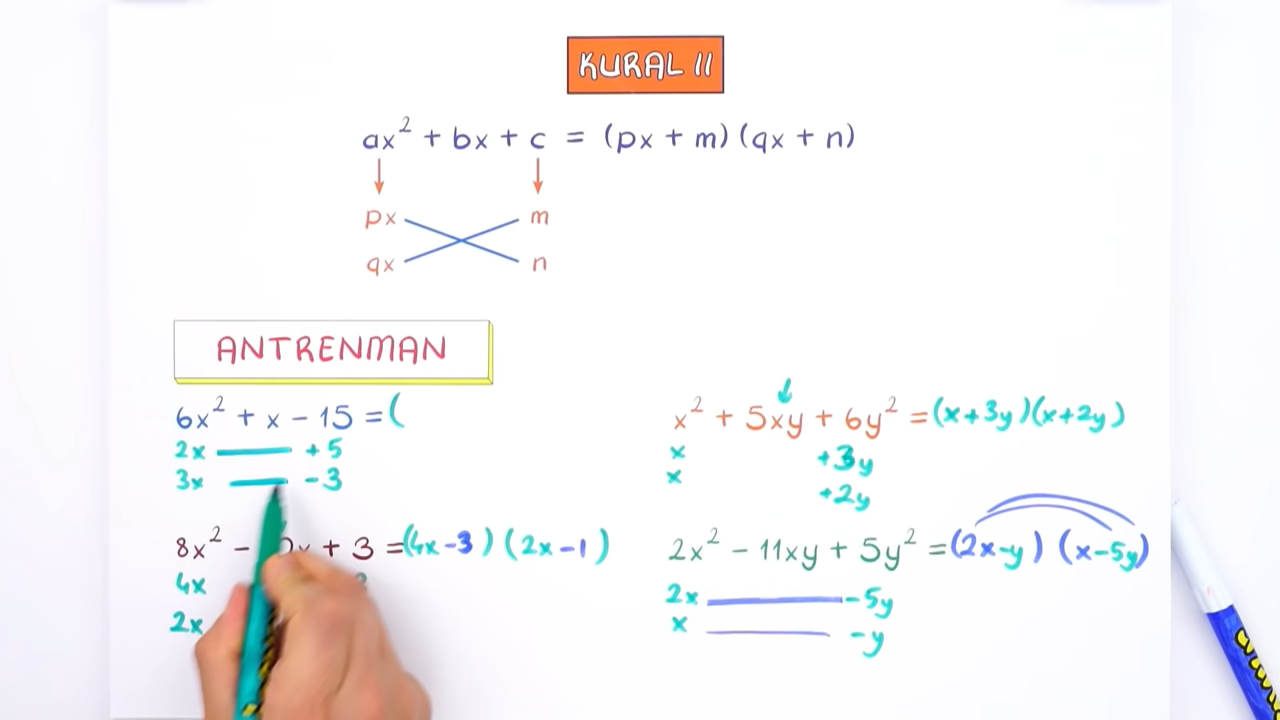 KURAL II
ax² + bx + c = (px + m) (qx + n)
px m
qx n
ANTRENMAN
6x² + x - 15 = (
2x +5
3x -3
8x² - x + 3 = (4x-3) (2x-1)
4x
2x
x² + 5xy + 6y² = (x+3y)(x+2y)
x +3y
x +2y
2x² - 11xy + 5y² = (2x-y) (x-5y)
2x -5y
x -y